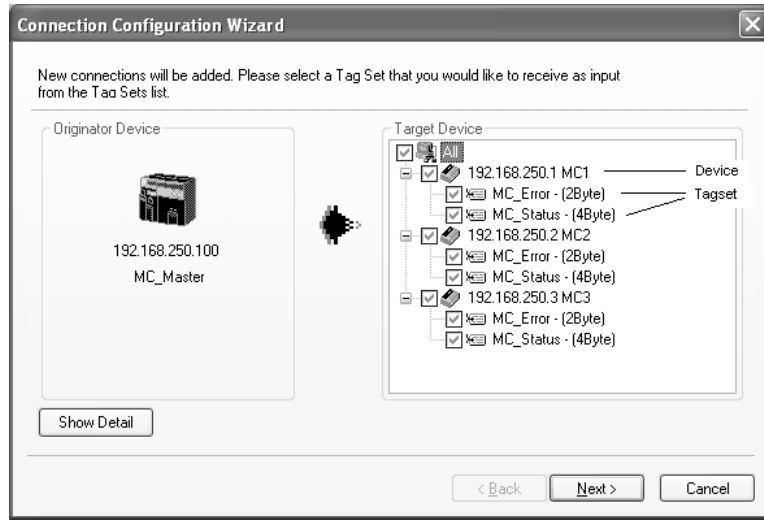 Connection Configuration Wizard
New connections will be added. Please select a Tag Set that you would like to receive as input
from the Tag Sets list.
Originator Device
192.168.250.100
MC_Master
Target Device
All
192.168.250.1 MC1
Device
MC_Error - (2Byte)
Tagset
MC_Status - (4Byte)
192.168.250.2 MC2
MC_Error - (2Byte)
MC_Status - (4Byte)
192.168.250.3 MC3
MC_Error - (2Byte)
MC_Status - (4Byte)
Show Detail
< Back
Next >
Cancel